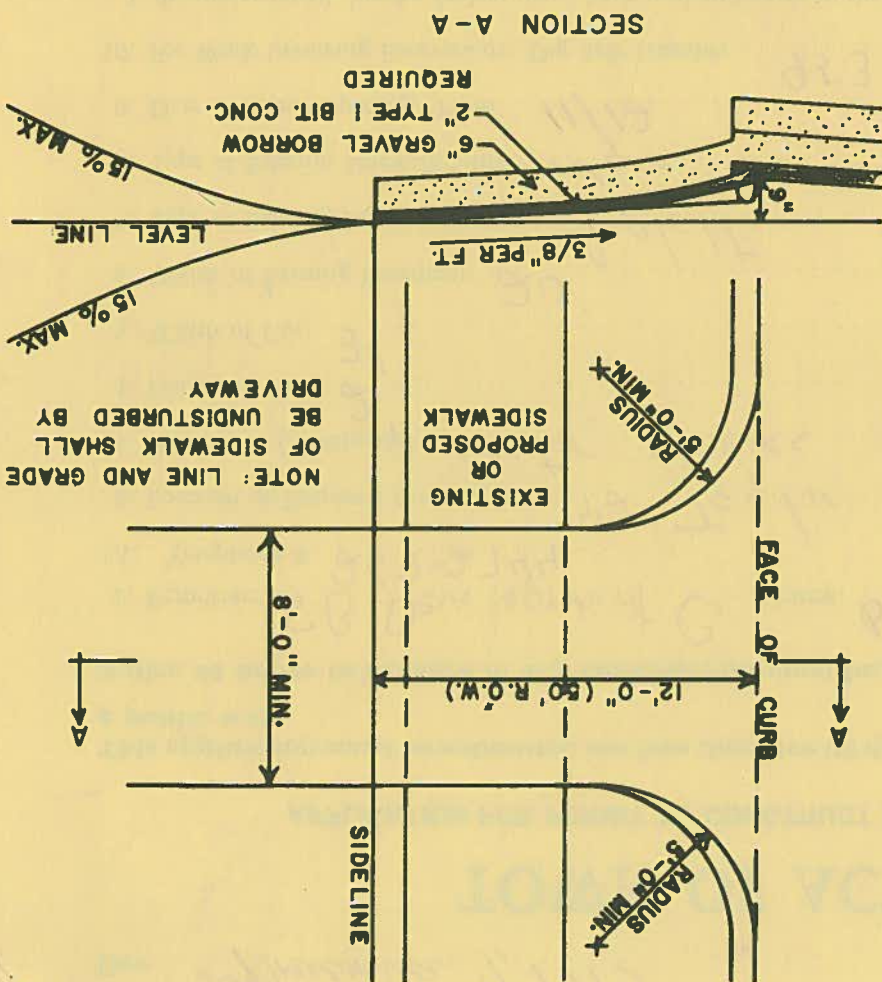 RADIUS
5'-0" MIN.
SIDELINE
FACE OF CURB
A
12'-0" (50' R.O.W.)
8'-0" MIN.
A
EXISTING
OR
PROPOSED
SIDEWALK
NOTE: LINE AND GRADE
OF SIDEWALK SHALL
BE UNDISTURBED BY
DRIVEWAY
RADIUS
5'-0" MIN.
15% MAX.
3/8" PER FT.
LEVEL LINE
15% MAX.
6" GRAVEL BORROW
2" TYPE I BIT. CONC.
REQUIRED
SECTION A-A